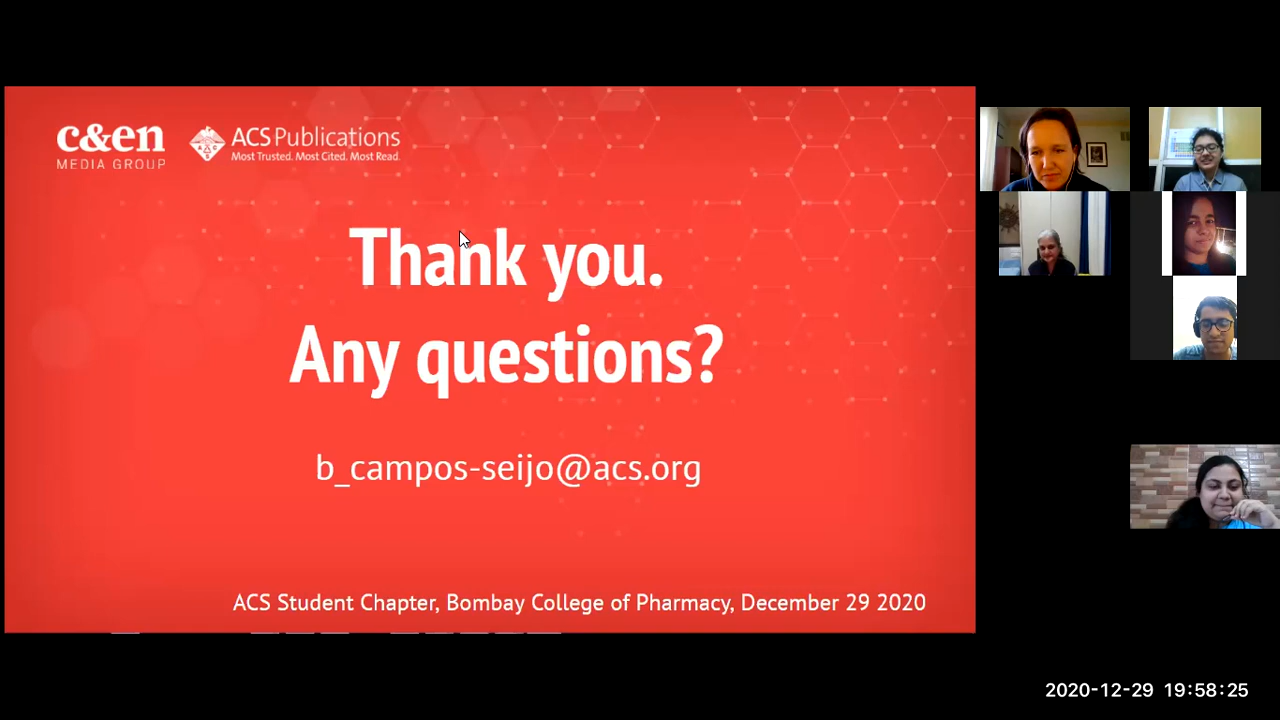 c&en
MEDIA GROUP
ACS Publications
Most Trusted. Most Cited. Most Read.
Thank you.
Any questions?
b_campos-seijo@acs.org
ACS Student Chapter, Bombay College of Pharmacy, December 29 2020
2020-12-29 19:58:25